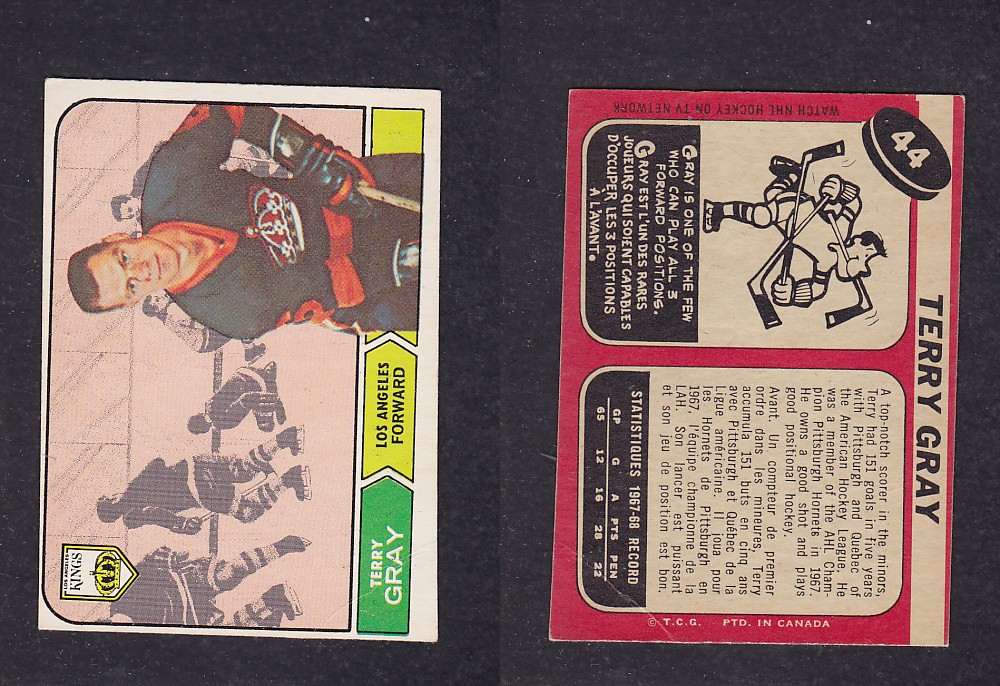 LOS ANGELES
FORWARD
TERRY
GRAY
LOS ANGELES
KINGS
WATCH NHL HOCKEY ON TV NETWORK
44
TERRY GRAY
GRAY IS ONE OF THE FEW
WHO CAN PLAY ALL 3
FORWARD POSITIONS.
GRAY EST L'UN DES RARES
JOUEURS QUI SOIENT CAPABLES
D'OCCUPER LES 3 POSITIONS
À L'AVANT.
A top-notch scorer in the minors,
Terry had 151 goals in five years
with Pittsburgh and Quebec of
the American Hockey League. He
was a member of the AHL Cham-
pion Pittsburgh Hornets in 1967.
He owns a good shot and plays
good positional hockey.
Avant. Un compteur de premier
ordre dans les mineures, Terry
accumula 151 buts en cinq ans
avec Pittsburgh et Québec de la
Ligue américaine. Il joua pour
les Hornets de Pittsburgh en
1967, l'équipe championne de la
LAH. Son lancer est puissant
et son jeu de position est bon.
STATISTIQUES 1967-68 RECORD
GP G A PTS PEN
65 12 16 28 22
© T.C.G. PTD. IN CANADA